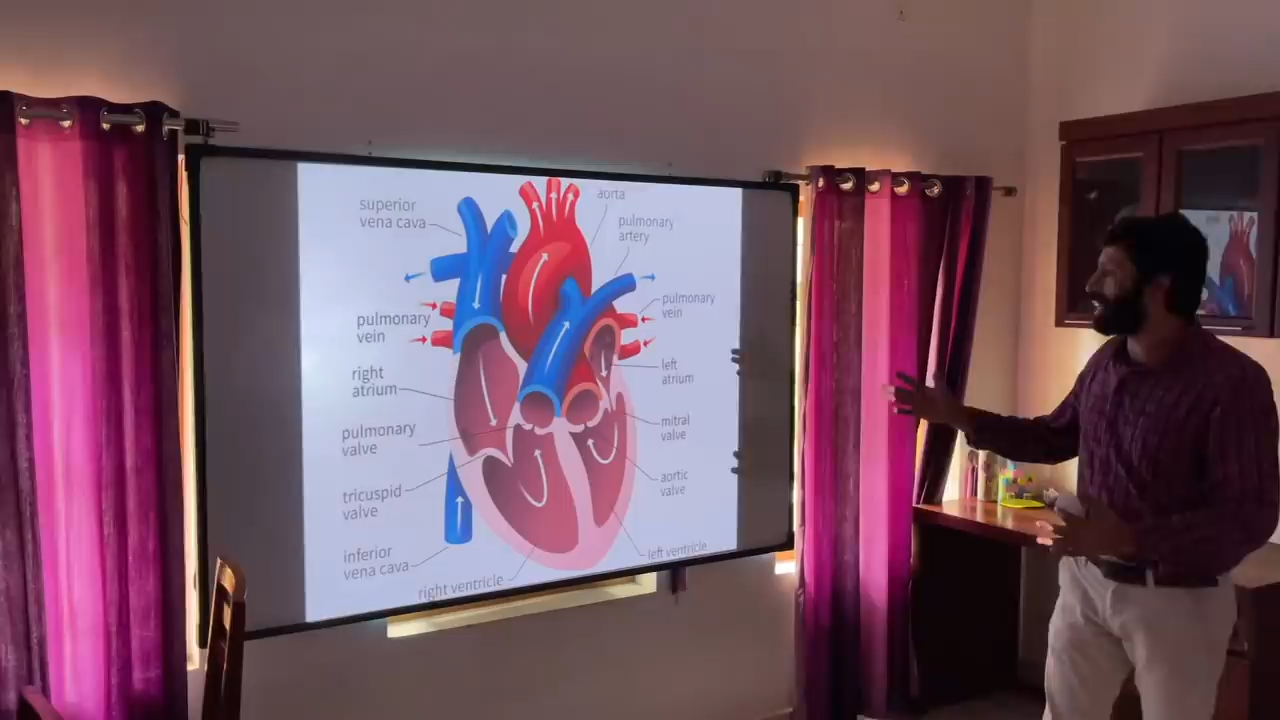 superior
vena cava
pulmonary
vein
right
atrium
pulmonary
valve
tricuspid
valve
inferior
vena cava
right ventricle
aorta
pulmonary
artery
pulmonary
vein
left
atrium
mitral
valve
aortic
valve
left ventricle